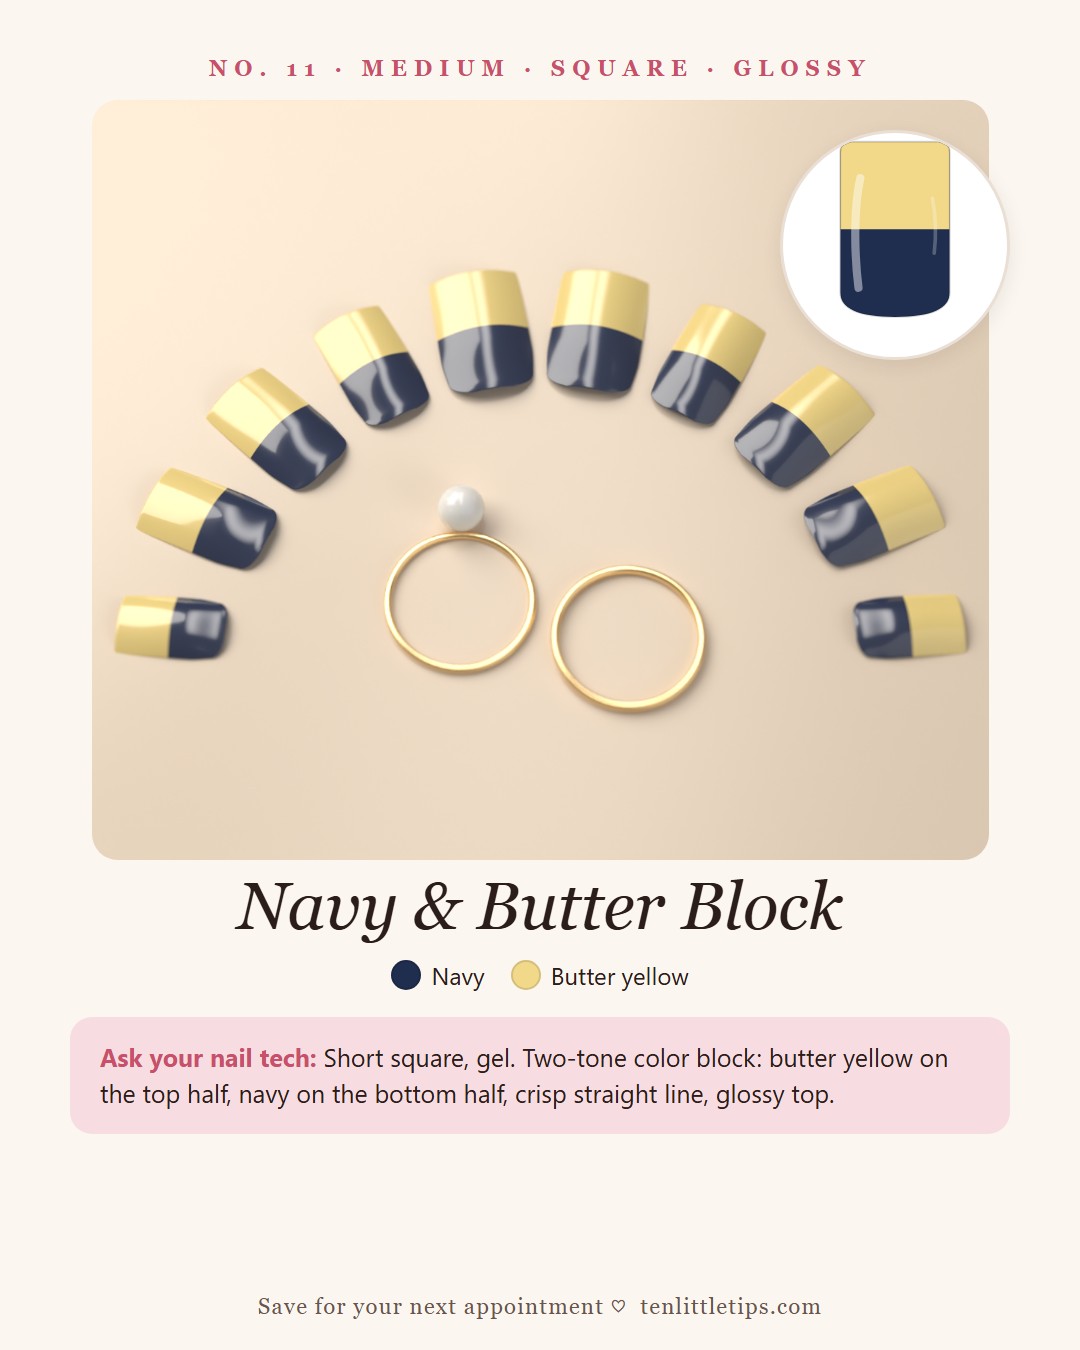 NO. 11 · MEDIUM · SQUARE · GLOSSY
Navy & Butter Block
Navy Butter yellow
Ask your nail tech: Short square, gel. Two-tone color block: butter yellow on
the top half, navy on the bottom half, crisp straight line, glossy top.
Save for your next appointment ♡ tenlittletips.com